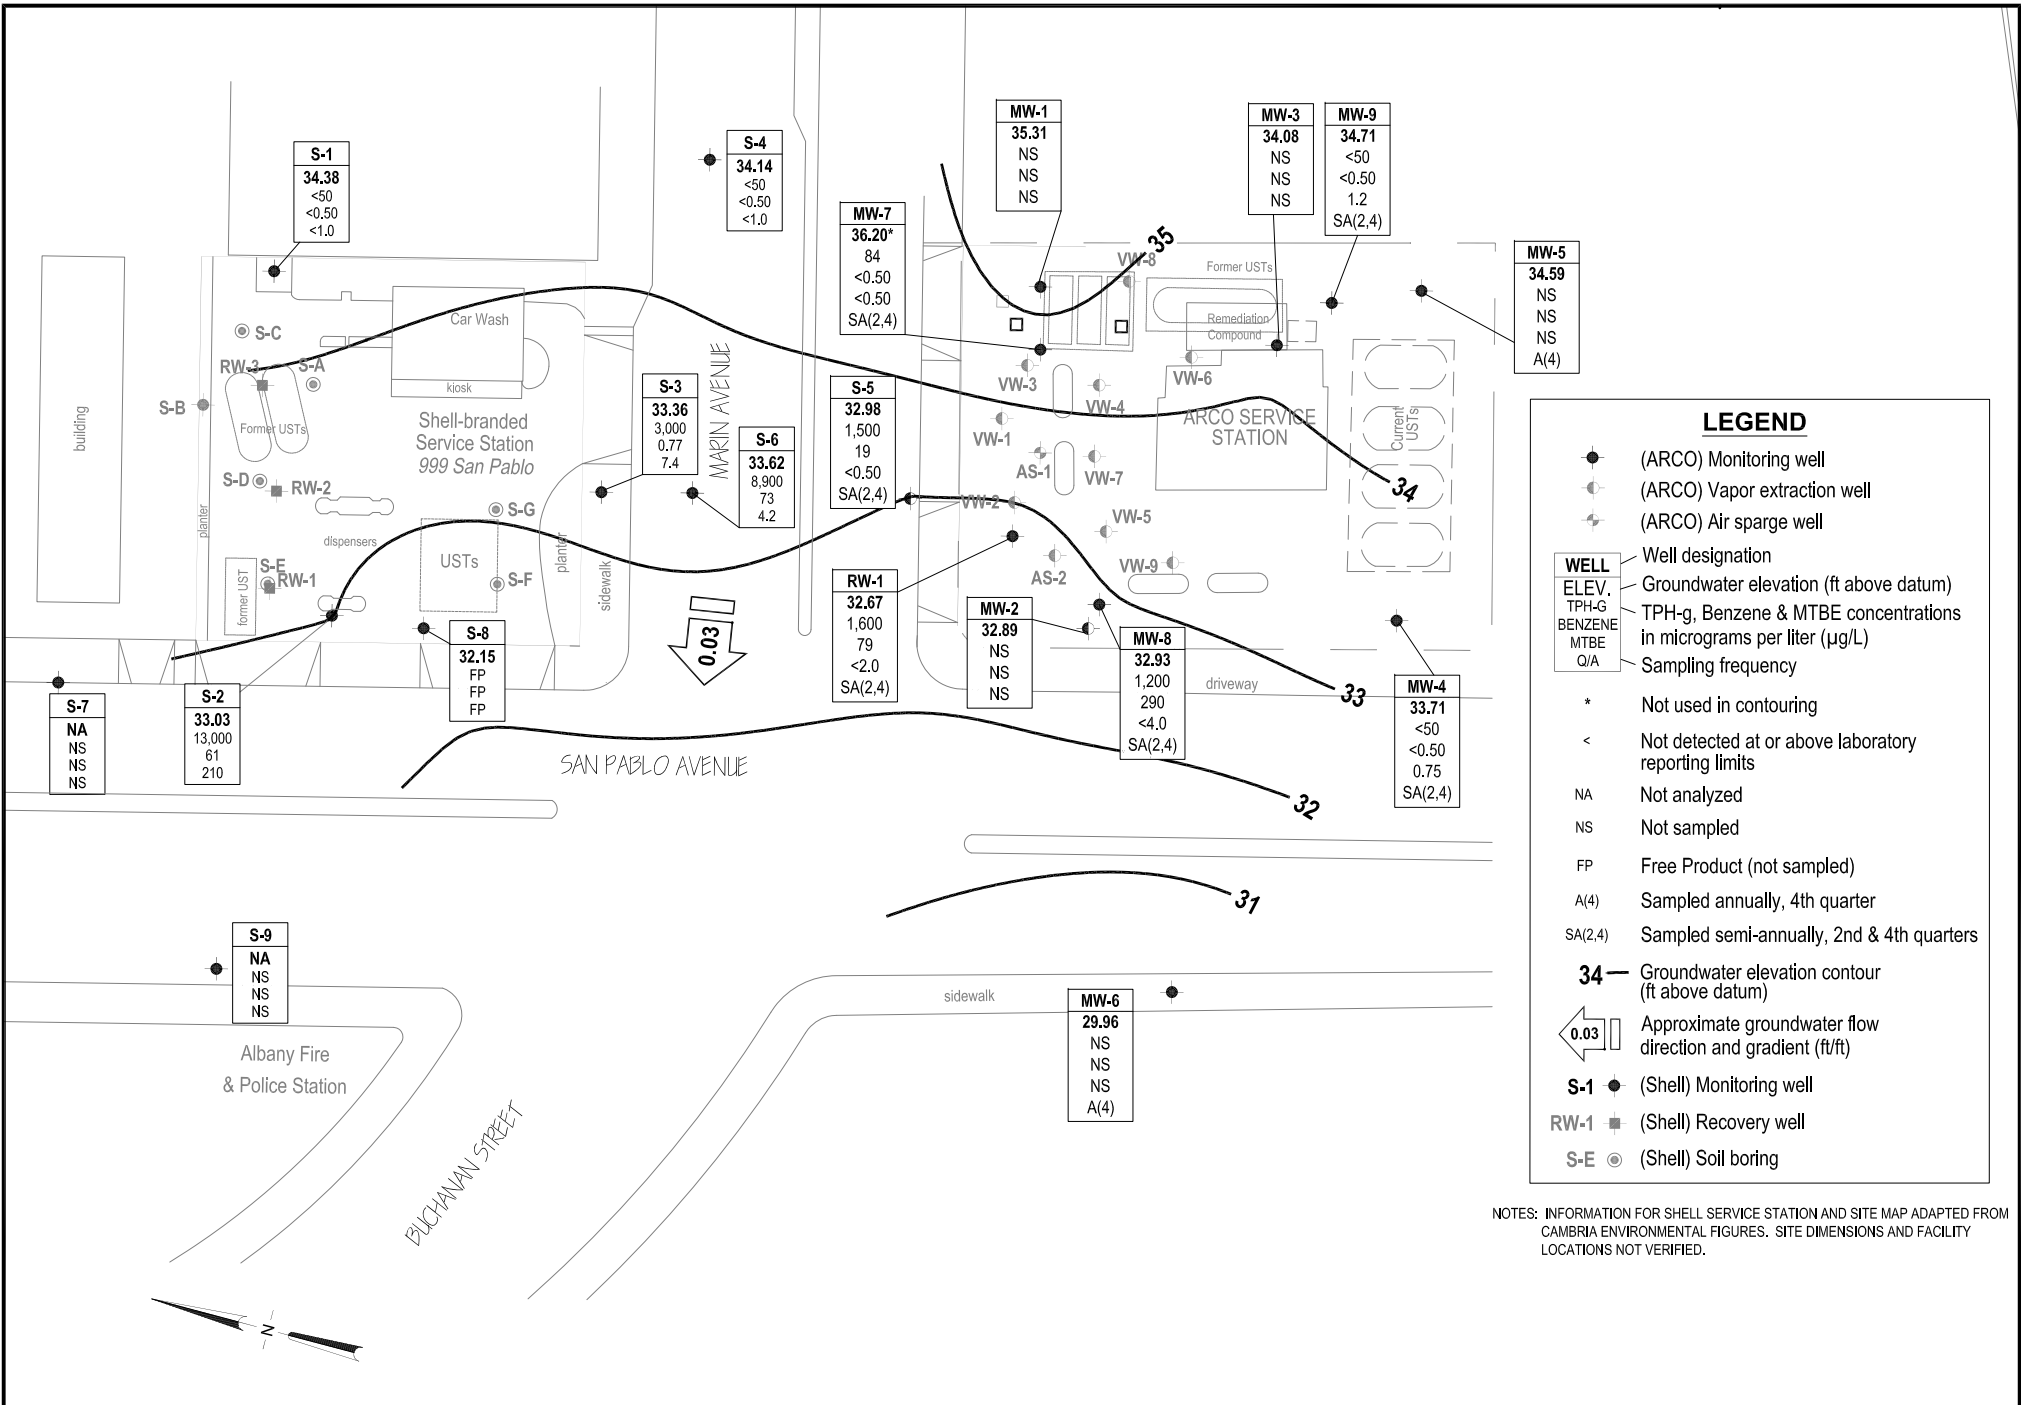 S-1
34.38
<50
<0.50
<1.0
S-4
34.14
<50
<0.50
<1.0
MW-1
35.31
NS
NS
NS
MW-3
34.08
NS
NS
NS
MW-9
34.71
<50
<0.50
1.2
SA(2,4)
MW-7
36.20*
84
<0.50
<0.50
SA(2,4)
MW-5
34.59
NS
NS
NS
A(4)
35
VW-8
Former USTs
Remediation
Compound
Car Wash
kiosk
S-C
RW-3
S-A
S-B
Former USTs
building
Shell-branded
Service Station
999 San Pablo
S-D
RW-2
S-G
planter
dispensers
USTs
planter
sidewalk
former UST
S-E
RW-1
S-F
MARIN AVENUE
S-3
33.36
3,000
0.77
7.4
S-6
33.62
8,900
73
4.2
S-5
32.98
1,500
19
<0.50
SA(2,4)
VW-3
VW-4
VW-6
VW-1
AS-1
VW-7
VW-2
VW-5
AS-2
VW-9
ARCO SERVICE
STATION
Current
USTs
34
RW-1
32.67
1,600
79
<2.0
SA(2,4)
MW-2
32.89
NS
NS
NS
MW-8
32.93
1,200
290
<4.0
SA(2,4)
driveway
33
MW-4
33.71
<50
<0.50
0.75
SA(2,4)
0.03
S-8
32.15
FP
FP
FP
S-7
NA
NS
NS
NS
S-2
33.03
13,000
61
210
SAN PABLO AVENUE
32
31
S-9
NA
NS
NS
NS
Albany Fire
& Police Station
BUCHANAN STREET
sidewalk
MW-6
29.96
NS
NS
NS
A(4)
N
LEGEND
(ARCO) Monitoring well
(ARCO) Vapor extraction well
(ARCO) Air sparge well
WELL
ELEV.
TPH-G
BENZENE
MTBE
Q/A
Well designation
Groundwater elevation (ft above datum)
TPH-g, Benzene & MTBE concentrations
in micrograms per liter (µg/L)
Sampling frequency
* Not used in contouring
< Not detected at or above laboratory
reporting limits
NA Not analyzed
NS Not sampled
FP Free Product (not sampled)
A(4) Sampled annually, 4th quarter
SA(2,4) Sampled semi-annually, 2nd & 4th quarters
34 Groundwater elevation contour
(ft above datum)
0.03 Approximate groundwater flow
direction and gradient (ft/ft)
S-1 (Shell) Monitoring well
RW-1 (Shell) Recovery well
S-E (Shell) Soil boring
NOTES: INFORMATION FOR SHELL SERVICE STATION AND SITE MAP ADAPTED FROM
CAMBRIA ENVIRONMENTAL FIGURES. SITE DIMENSIONS AND FACILITY
LOCATIONS NOT VERIFIED.